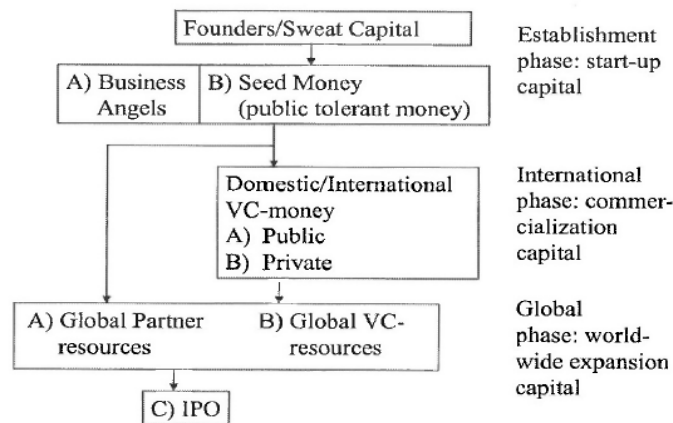 Founders/Sweat Capital
Establishment
phase: start-up
capital
A) Business
Angels
B) Seed Money
(public tolerant money)
Domestic/International
VC-money
A) Public
B) Private
International
phase: commer-
cialization
capital
A) Global Partner
resources
B) Global VC-
resources
Global
phase: world-
wide expansion
capital
C) IPO